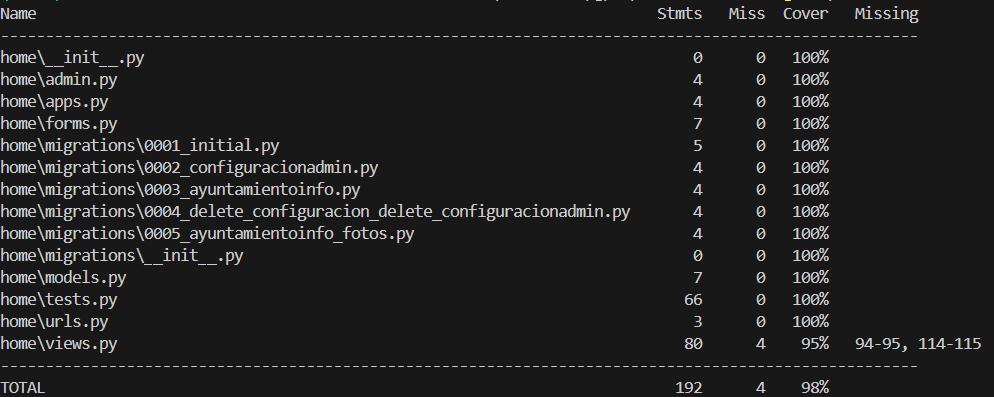 Name Stmts Miss Cover Missing
---------------------------------------------------------------------------------------------------------
home\__init__.py 0 0 100%
home\admin.py 4 0 100%
home\apps.py 4 0 100%
home\forms.py 7 0 100%
home\migrations\0001_initial.py 5 0 100%
home\migrations\0002_configuracionadmin.py 4 0 100%
home\migrations\0003_ayuntamientoinfo.py 4 0 100%
home\migrations\0004_delete_configuracion_delete_configuracionadmin.py 4 0 100%
home\migrations\0005_ayuntamientoinfo_fotos.py 4 0 100%
home\migrations\__init__.py 0 0 100%
home\models.py 7 0 100%
home\tests.py 66 0 100%
home\urls.py 3 0 100%
home\views.py 80 4 95% 94-95, 114-115
---------------------------------------------------------------------------------------------------------
TOTAL 192 4 98%